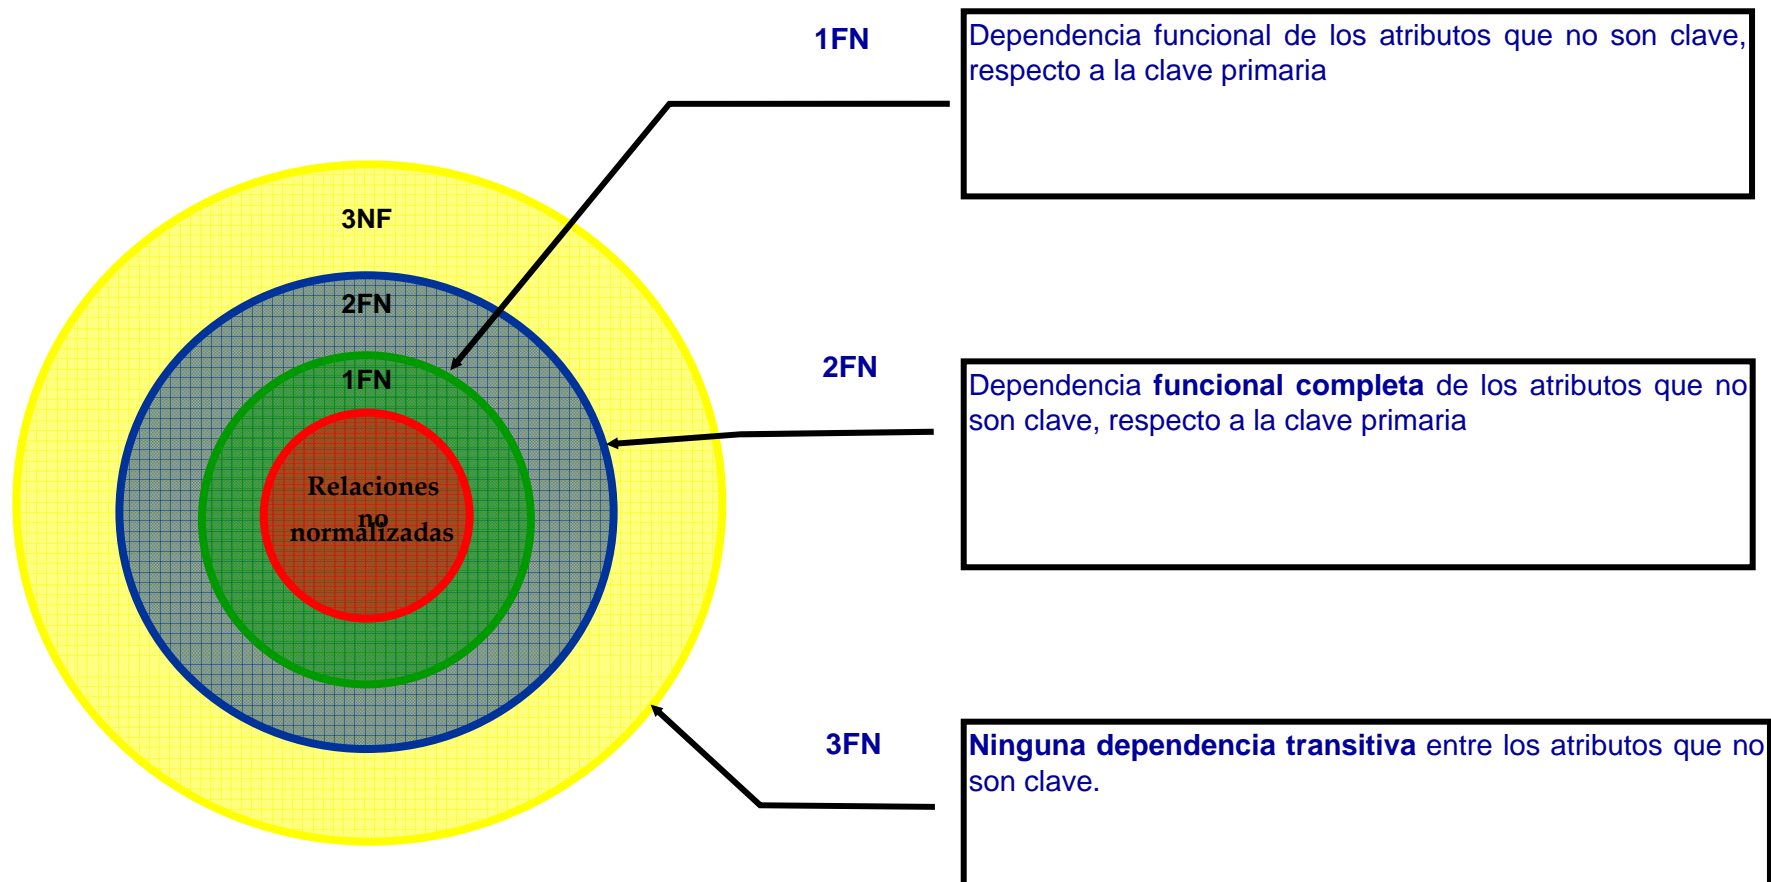 1FN
Dependencia funcional de los atributos que no son clave,
respecto a la clave primaria
3NF
2FN
1FN
Relaciones
no
normalizadas
2FN
Dependencia funcional completa de los atributos que no
son clave, respecto a la clave primaria
3FN
Ninguna dependencia transitiva entre los atributos que no
son clave.